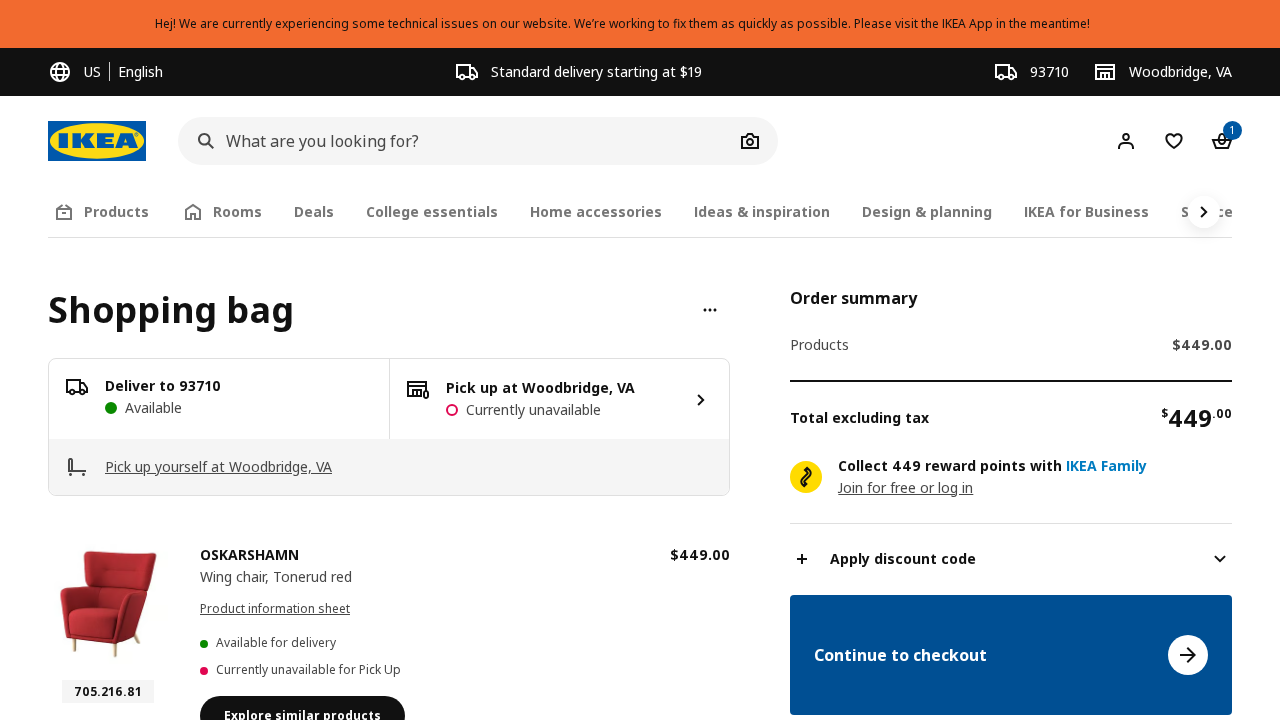 Hej! We are currently experiencing some technical issues on our website. We're working to fix them as quickly as possible. Please visit the IKEA App in the meantime!
US
English
Standard delivery starting at $19
93710
Woodbridge, VA
IKEA
What are you looking for?
1
Products
Rooms
Deals
College essentials
Home accessories
Ideas & inspiration
Design & planning
IKEA for Business
Shopping bag
Deliver to 93710
Available
Pick up at Woodbridge, VA
Currently unavailable
Pick up yourself at Woodbridge, VA
OSKARSHAMN
$449.00
Wing chair, Tonerud red
Product information sheet
Available for delivery
Currently unavailable for Pick Up
705.216.81
Explore similar products
Order summary
Products
$449.00
Total excluding tax
$449.00
Collect 449 reward points with IKEA Family
Join for free or log in
Apply discount code
Continue to checkout